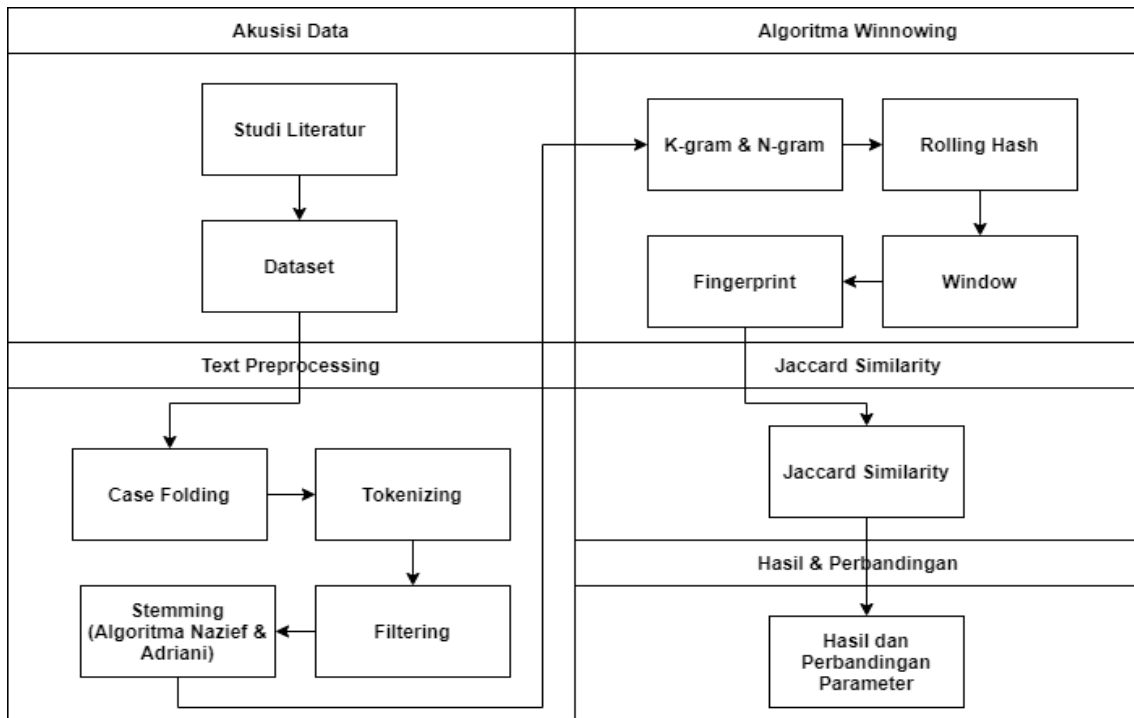 Akusisi Data
Studi Literatur
Dataset
Text Preprocessing
Case Folding
Tokenizing
Filtering
Stemming
(Algoritma Nazief &
Adriani)
Algoritma Winnowing
K-gram & N-gram
Rolling Hash
Window
Fingerprint
Jaccard Similarity
Jaccard Similarity
Hasil & Perbandingan
Hasil dan
Perbandingan
Parameter